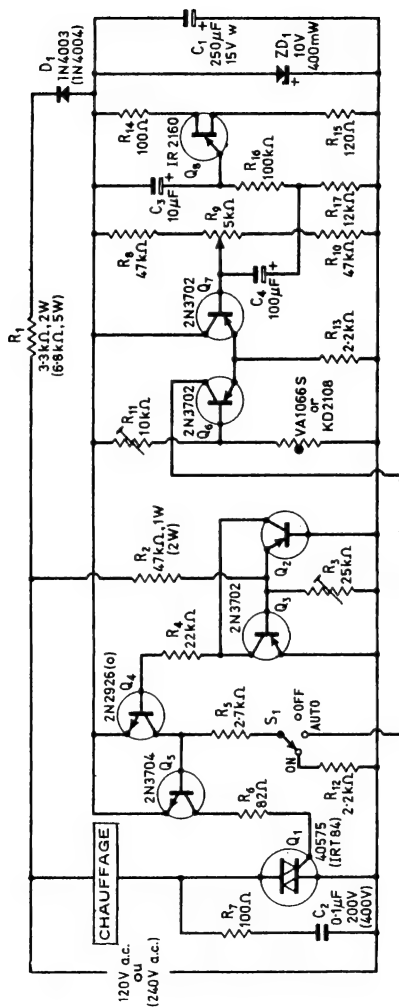 CHAUFFAGE
120V a.c.
ou
(240V a.c.)
R₁
3·3kΩ, 2W
(6·8kΩ, 5W)
D₁
1N4003
(1N4004)
R₇
100Ω
C₂
0·1μF
200V
(400V)
Q₁
40575
(IRT84)
R₆
82Ω
2N3704
Q₅
2N2926(o)
Q₄
R₅
2·7kΩ
S₁
ON
OFF
AUTO
R₁₂
2·2kΩ
R₄
22kΩ
2N3702
Q₃
Q₂
R₂
47kΩ, 1W
(2W)
R₃
25kΩ
R₁₁
10kΩ
VA1066S
or
KD2108
2N3702
Q₆
2N3702
Q₇
R₁₃
2·2kΩ
C₄
100μF
+
R₈
47kΩ
R₉
5kΩ
R₁₀
47kΩ
C₃
10μF
+
IR 2160
Q₈
R₁₆
100kΩ
R₁₇
12kΩ
R₁₄
100Ω
R₁₅
120Ω
C₁
+
250μF
15V w
ZD₁
10V
400mW
+